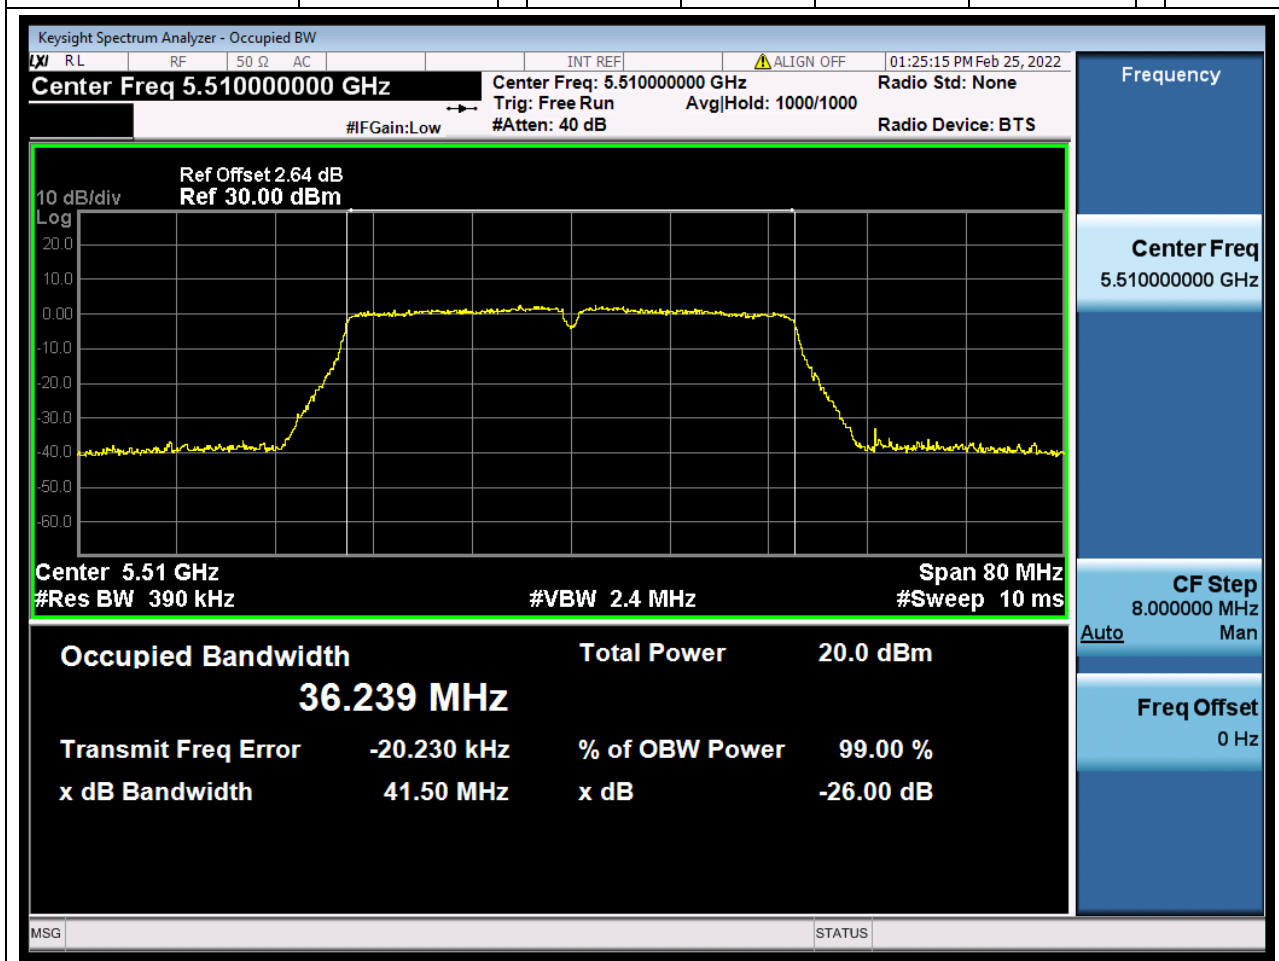 Keysight Spectrum Analyzer - Occupied BW
LXI RL RF 50 Ω AC INT REF ALIGN OFF 01:25:15 PM Feb 25, 2022
Center Freq 5.510000000 GHz
Center Freq: 5.510000000 GHz Radio Std: None
Trig: Free Run Avg|Hold: 1000/1000
#IFGain:Low #Atten: 40 dB Radio Device: BTS
Ref Offset 2.64 dB
10 dB/div Ref 30.00 dBm
Log
20.0
10.0
0.00
-10.0
-20.0
-30.0
-40.0
-50.0
-60.0
Center 5.51 GHz Span 80 MHz
#Res BW 390 kHz #VBW 2.4 MHz #Sweep 10 ms
Occupied Bandwidth Total Power 20.0 dBm
36.239 MHz
Transmit Freq Error -20.230 kHz % of OBW Power 99.00 %
x dB Bandwidth 41.50 MHz x dB -26.00 dB
MSG STATUS
Frequency
Center Freq
5.510000000 GHz
CF Step
8.000000 MHz
Auto Man
Freq Offset
0 Hz